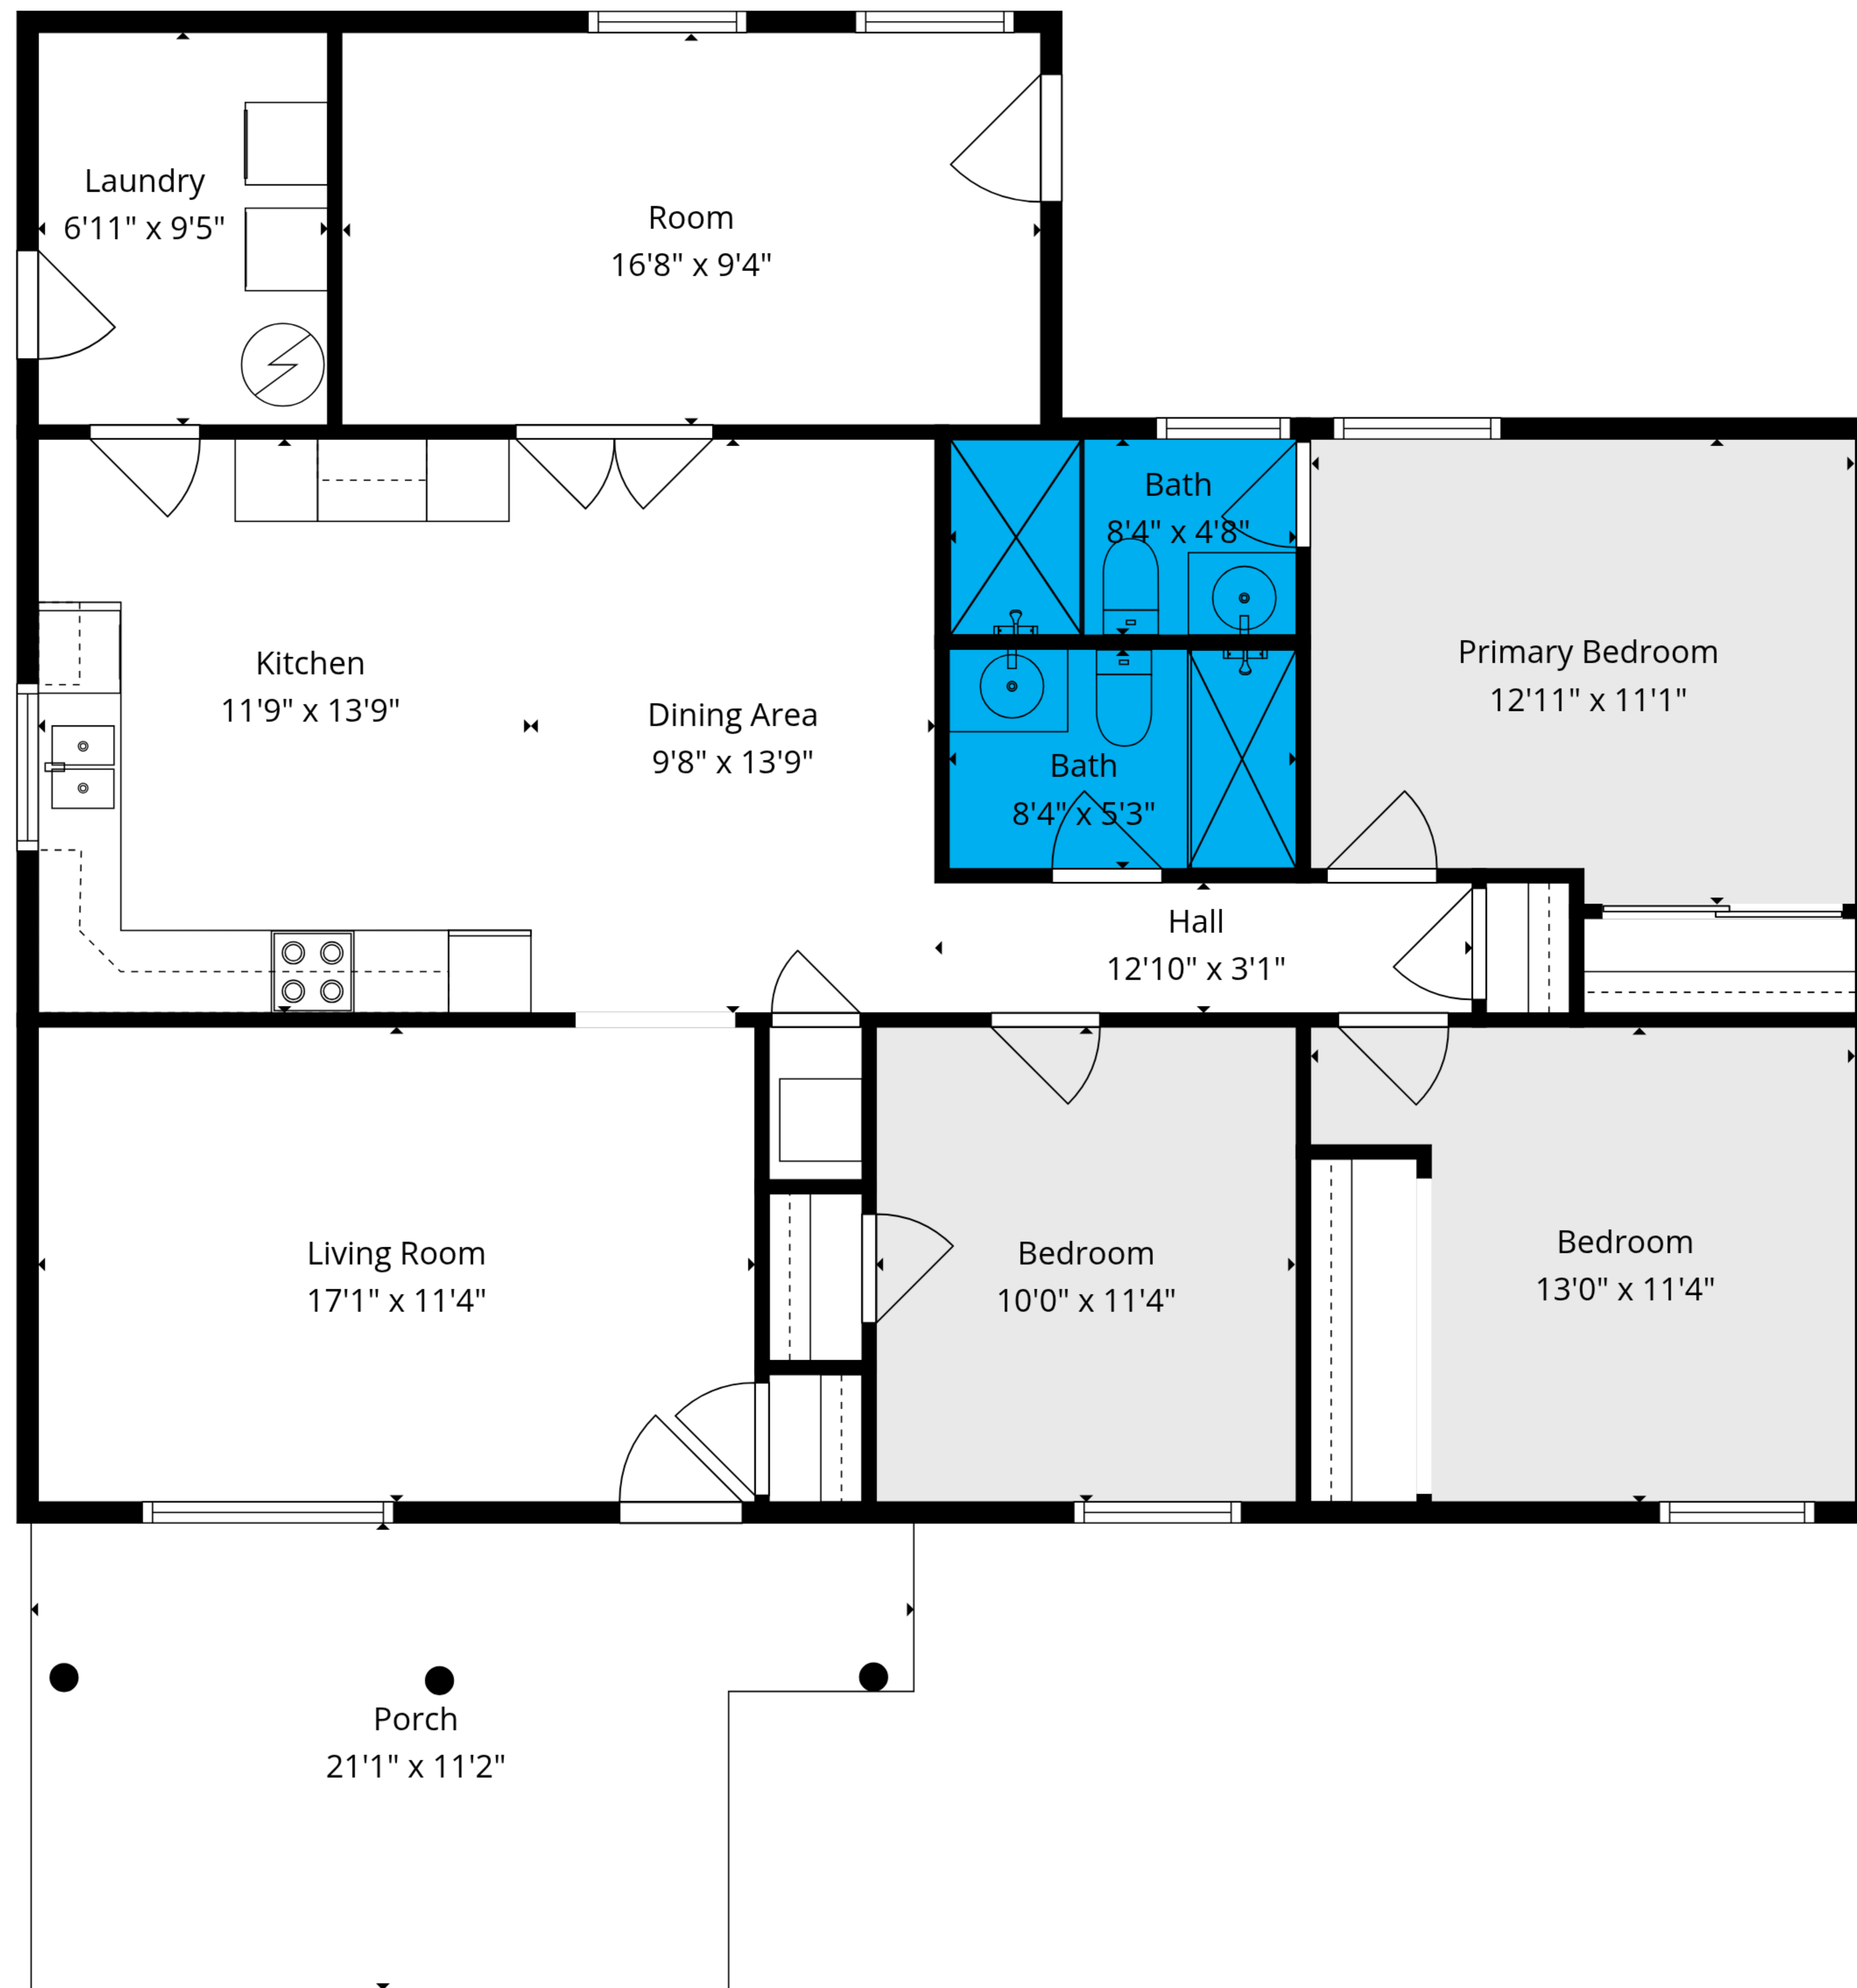 Laundry
6'11" x 9'5"
Room
16'8" x 9'4"
Bath
8'4" x 4'8"
Kitchen
11'9" x 13'9"
Dining Area
9'8" x 13'9"
Primary Bedroom
12'11" x 11'1"
Bath
8'4" x 5'3"
Hall
12'10" x 3'1"
Living Room
17'1" x 11'4"
Bedroom
10'0" x 11'4"
Bedroom
13'0" x 11'4"
Porch
21'1" x 11'2"